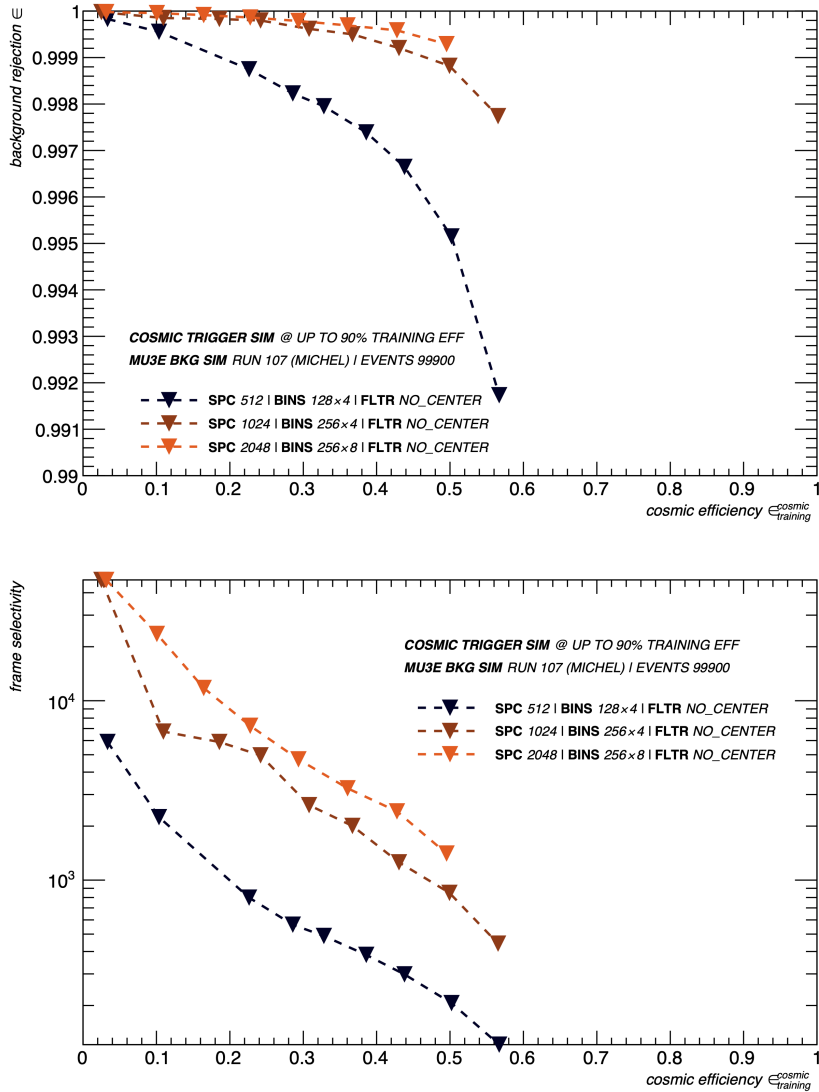 background rejection ∈
1
0.999
0.998
0.997
0.996
0.995
0.994
0.993
0.992
0.991
0.99
COSMIC TRIGGER SIM @ UP TO 90% TRAINING EFF
MU3E BKG SIM RUN 107 (MICHEL) | EVENTS 99900
SPC 512 | BINS 128×4 | FLTR NO_CENTER
SPC 1024 | BINS 256×4 | FLTR NO_CENTER
SPC 2048 | BINS 256×8 | FLTR NO_CENTER
0 0.1 0.2 0.3 0.4 0.5 0.6 0.7 0.8 0.9 1
cosmic efficiency ∈cosmic training
frame selectivity
10^4
10^3
COSMIC TRIGGER SIM @ UP TO 90% TRAINING EFF
MU3E BKG SIM RUN 107 (MICHEL) | EVENTS 99900
SPC 512 | BINS 128×4 | FLTR NO_CENTER
SPC 1024 | BINS 256×4 | FLTR NO_CENTER
SPC 2048 | BINS 256×8 | FLTR NO_CENTER
0 0.1 0.2 0.3 0.4 0.5 0.6 0.7 0.8 0.9 1
cosmic efficiency ∈cosmic training